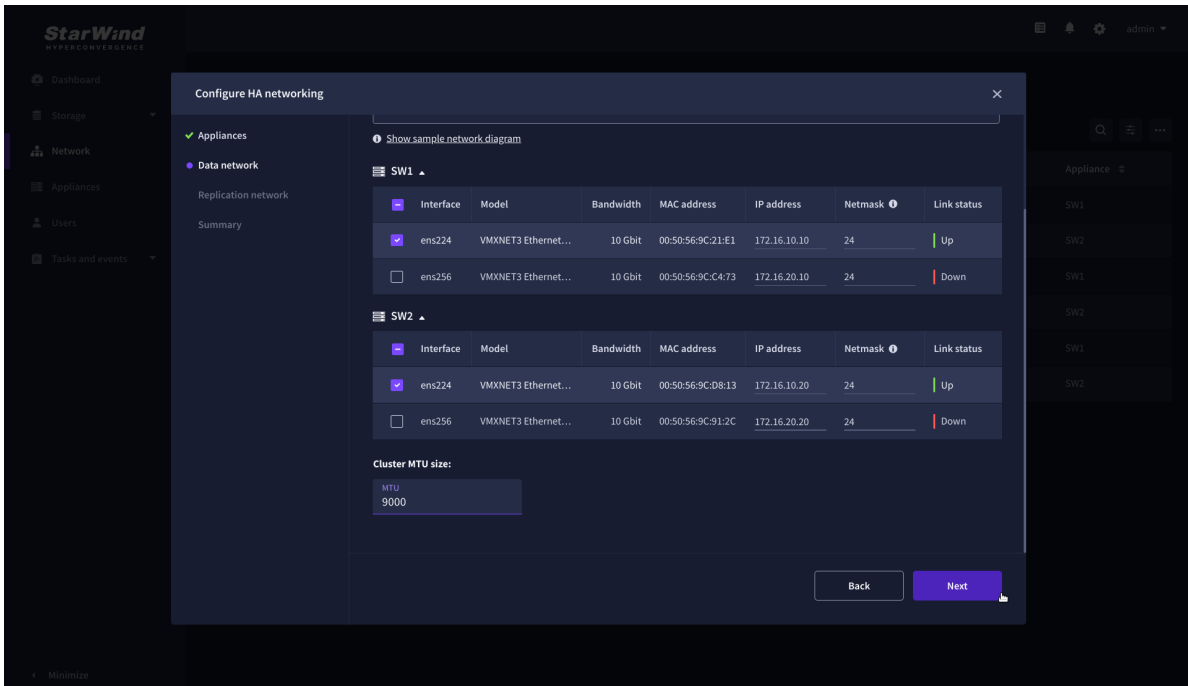 StarWind
HYPERCONVERGENCE
admin
Dashboard
Storage
Network
Appliances
Users
Tasks and events
Minimize
Configure HA networking
Appliances
Data network
Replication network
Summary
Show sample network diagram
SW1
Interface Model Bandwidth MAC address IP address Netmask Link status
ens224 VMXNET3 Ethernet... 10 Gbit 00:50:56:9C:21:E1 172.16.10.10 24 Up
ens256 VMXNET3 Ethernet... 10 Gbit 00:50:56:9C:C4:73 172.16.20.10 24 Down
SW2
Interface Model Bandwidth MAC address IP address Netmask Link status
ens224 VMXNET3 Ethernet... 10 Gbit 00:50:56:9C:D8:13 172.16.10.20 24 Up
ens256 VMXNET3 Ethernet... 10 Gbit 00:50:56:9C:91:2C 172.16.20.20 24 Down
Cluster MTU size:
MTU
9000
Back Next
Appliance
SW1
SW2
SW1
SW2
SW1
SW2